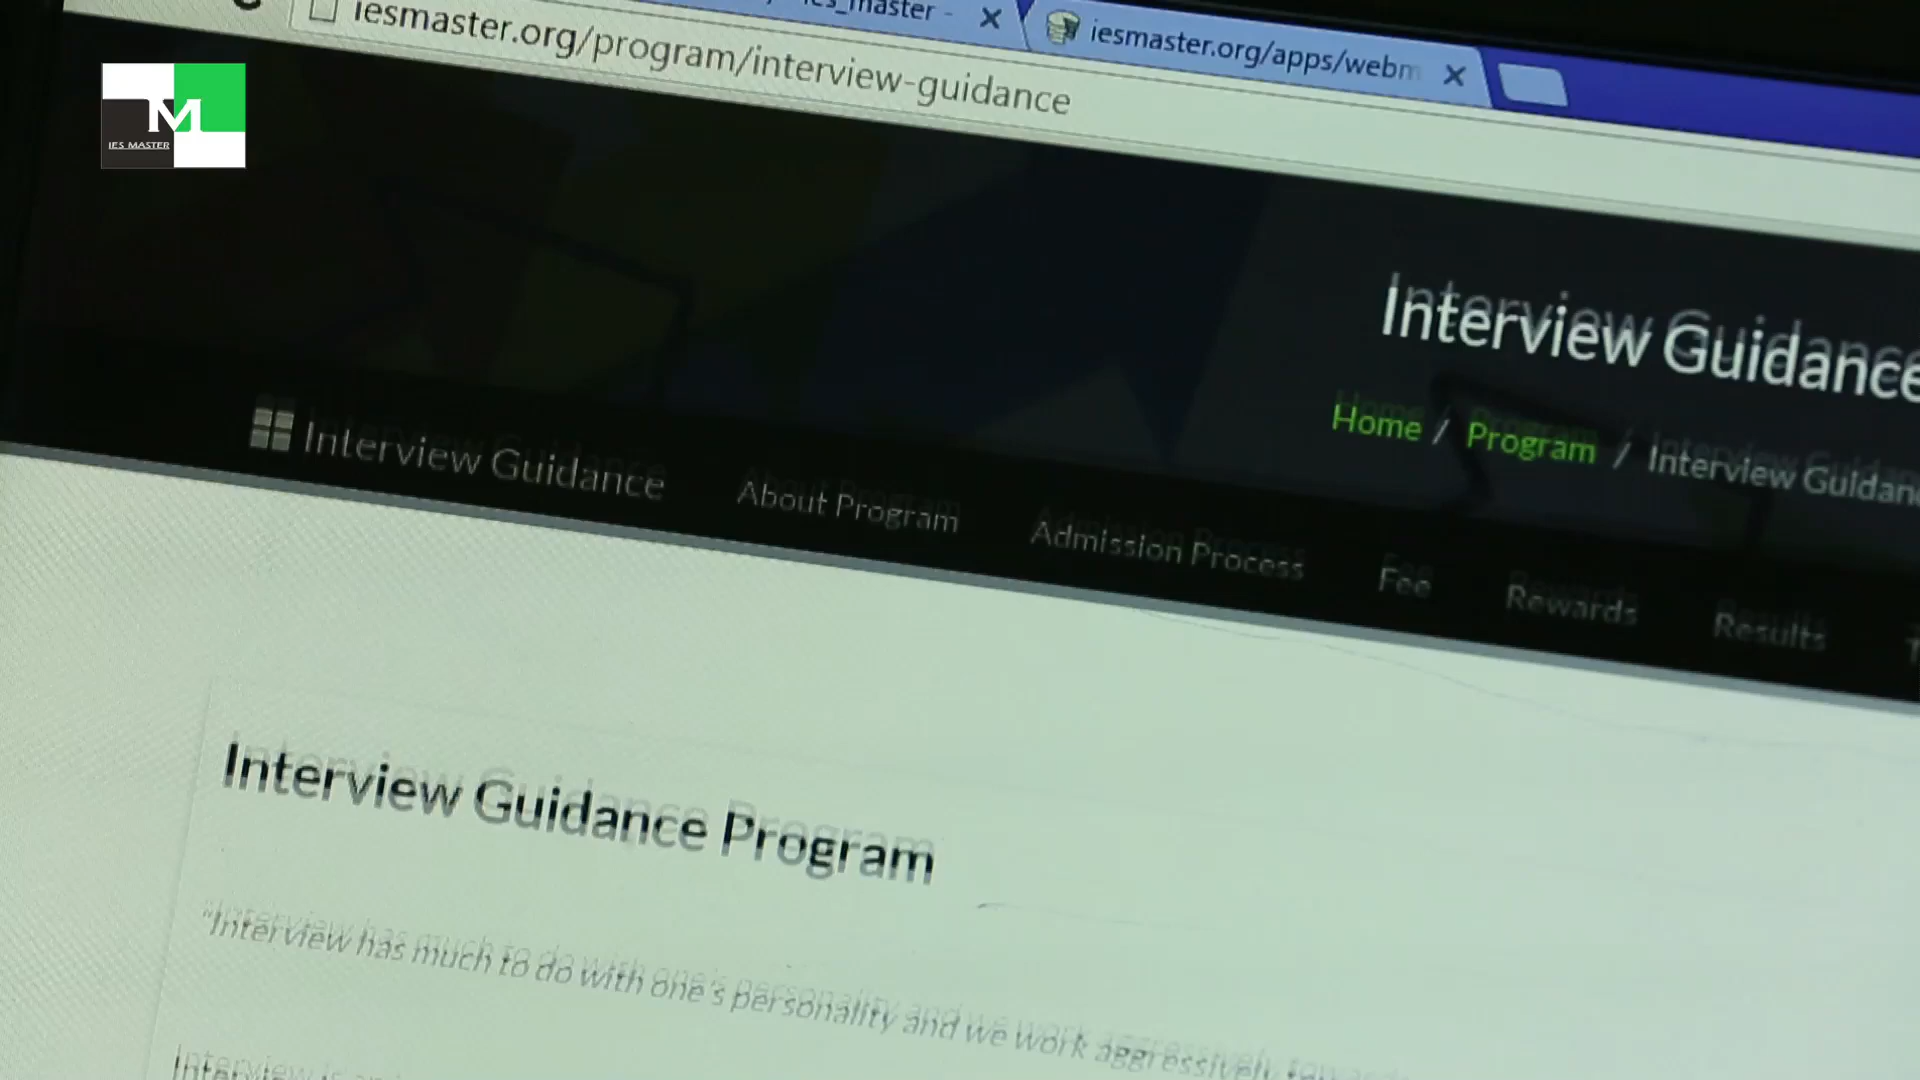 ies_master -
iesmaster.org/apps/webm
iesmaster.org/program/interview-guidance
M
IES MASTER
Interview Guidance
Home / Program / Interview Guidan
Interview Guidance
About Program
Admission Process
Fee
Rewards
Results
Interview Guidance Program
"Interview has much to do with one's personality and we work aggressively